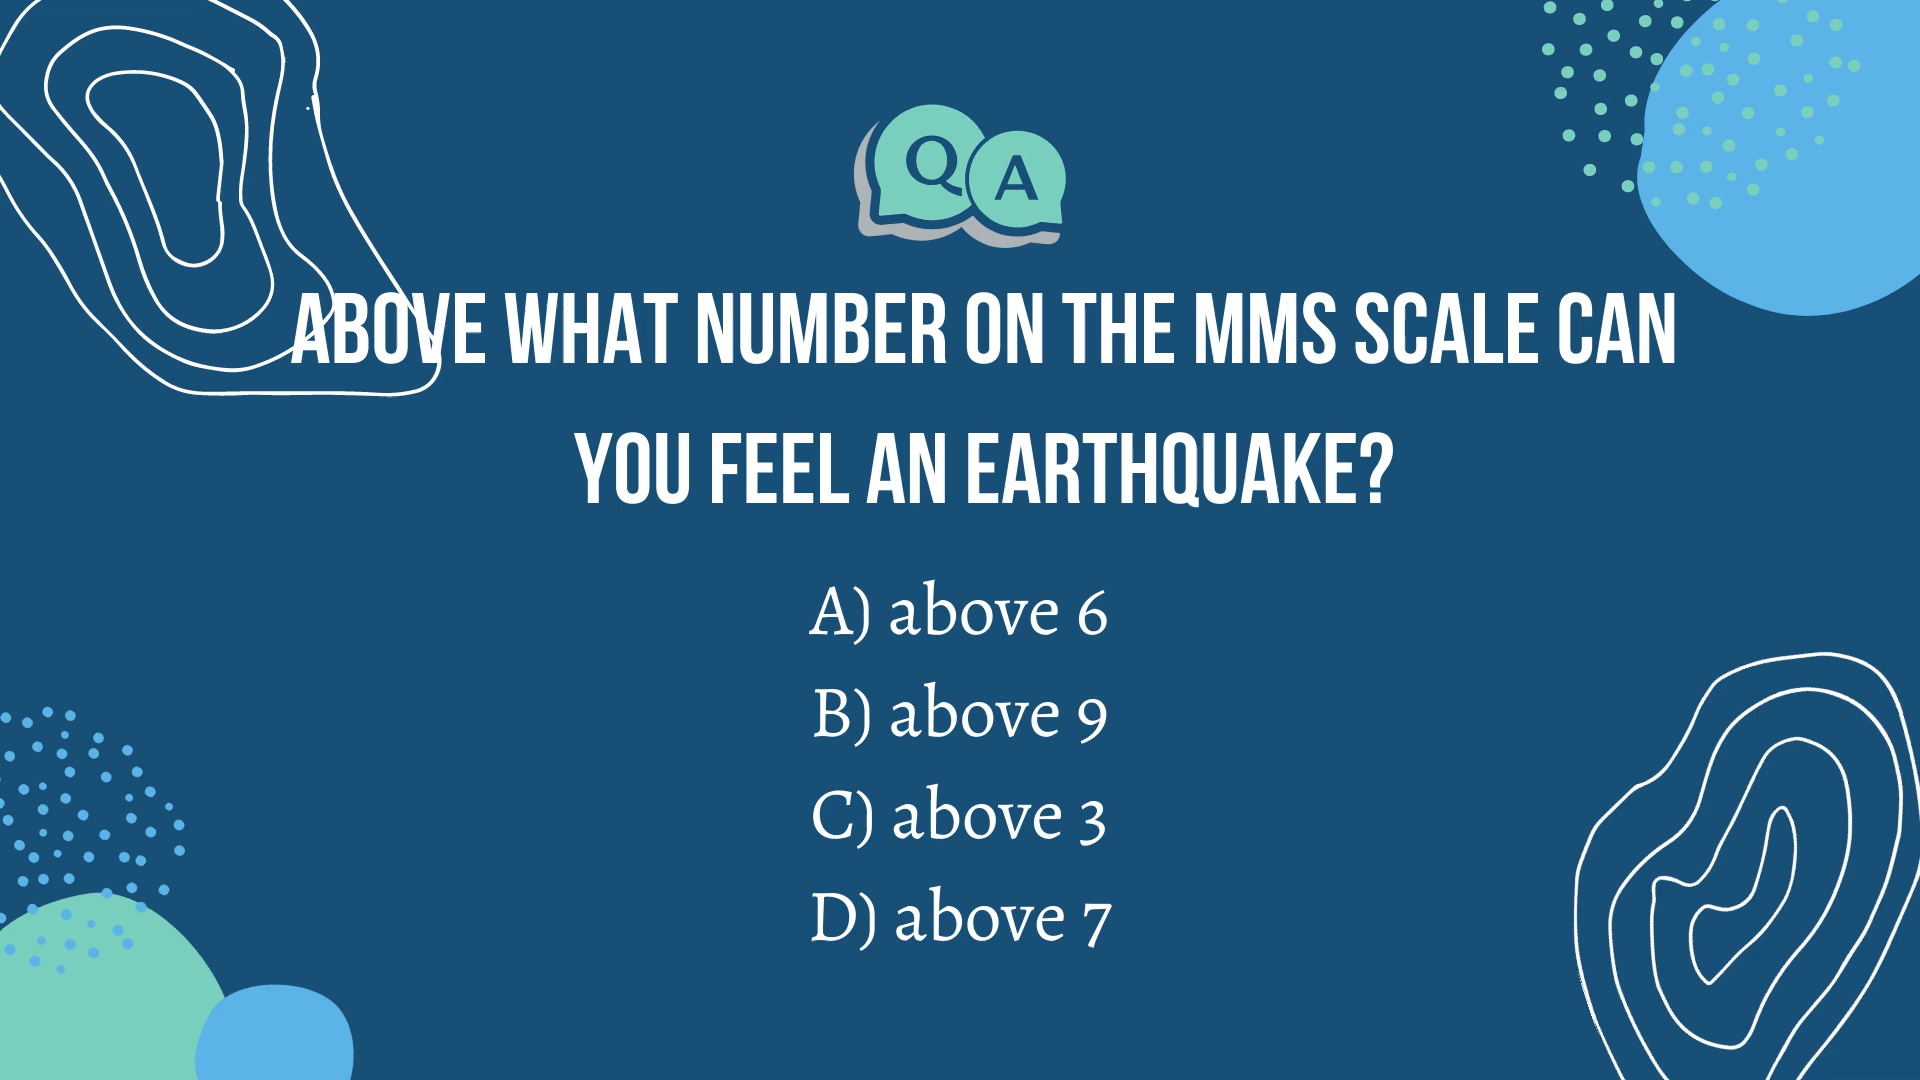 Q A
ABOVE WHAT NUMBER ON THE MMS SCALE CAN
YOU FEEL AN EARTHQUAKE?
A) above 6
B) above 9
C) above 3
D) above 7